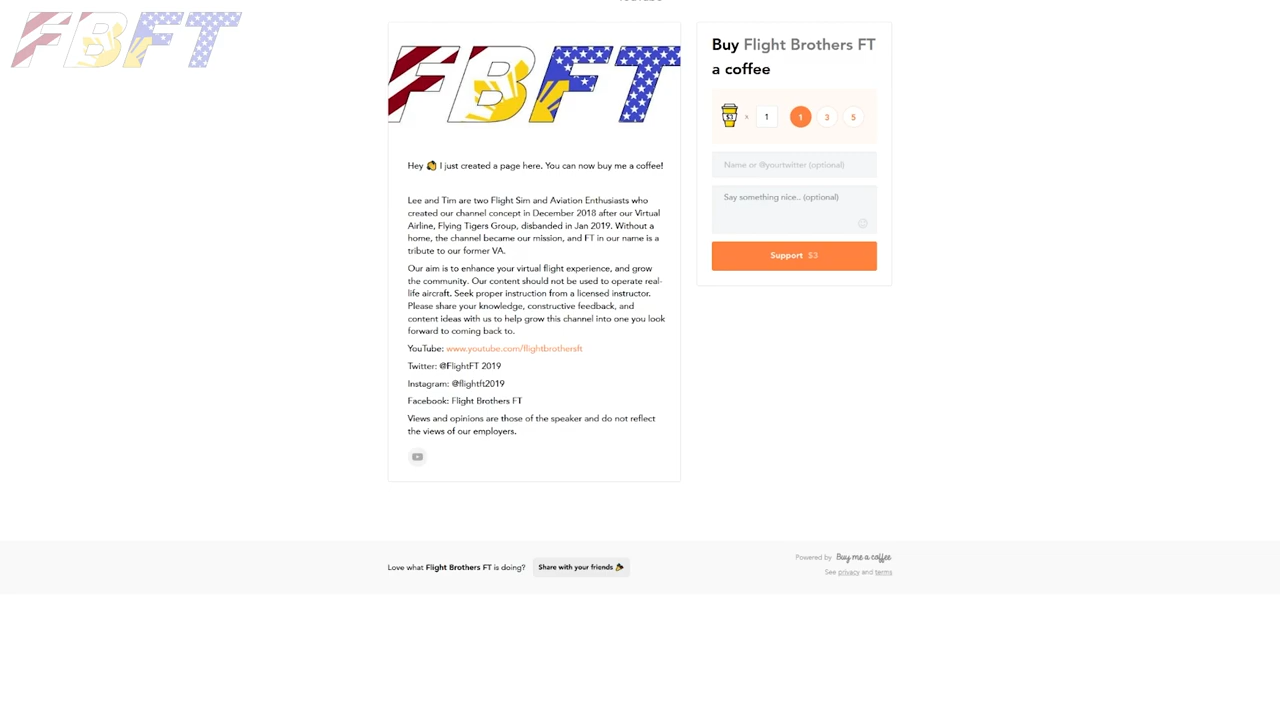 FBFT
FBFT
Hey I just created a page here. You can now buy me a coffee!
Lee and Tim are two Flight Sim and Aviation Enthusiasts who
created our channel concept in December 2018 after our Virtual
Airline, Flying Tigers Group, disbanded in Jan 2019. Without a
home, the channel became our mission, and FT in our name is a
tribute to our former VA.
Our aim is to enhance your virtual flight experience, and grow
the community. Our content should not be used to operate real-
life aircraft. Seek proper instruction from a licensed instructor.
Please share your knowledge, constructive feedback, and
content ideas with us to help grow this channel into one you look
forward to coming back to.
YouTube: www.youtube.com/flightbrothersft
Twitter: @FlightFT 2019
Instagram: @flightft2019
Facebook: Flight Brothers FT
Views and opinions are those of the speaker and do not reflect
the views of our employers.
Buy Flight Brothers FT
a coffee
$3 x 1 1 3 5
Name or @yourtwitter (optional)
Say something nice.. (optional)
Support $3
Love what Flight Brothers FT is doing? Share with your friends
Powered by Buy me a coffee
See privacy and terms